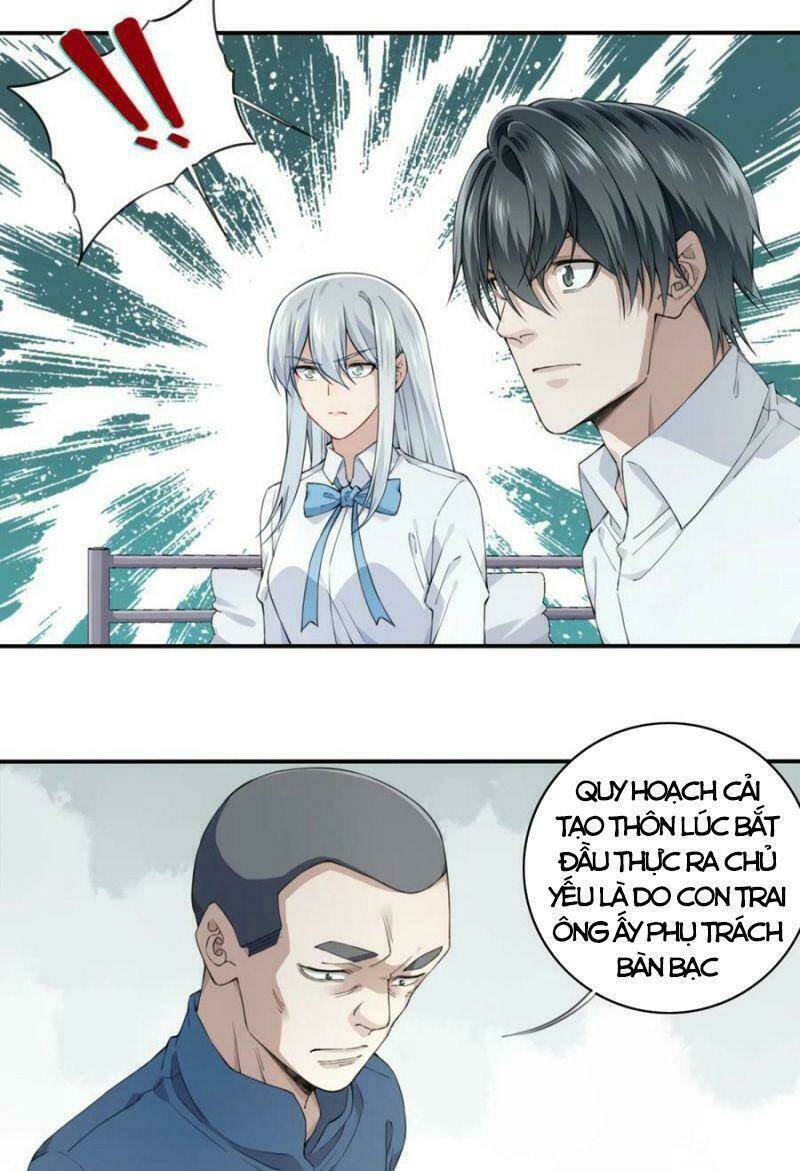 !!
QUY HOẠCH CẢI
TẠO THÔN LÚC BẮT
ĐẦU THỰC RA CHỦ
YẾU LÀ DO CON TRAI
ÔNG ẤY PHỤ TRÁCH
BÀN BẠC